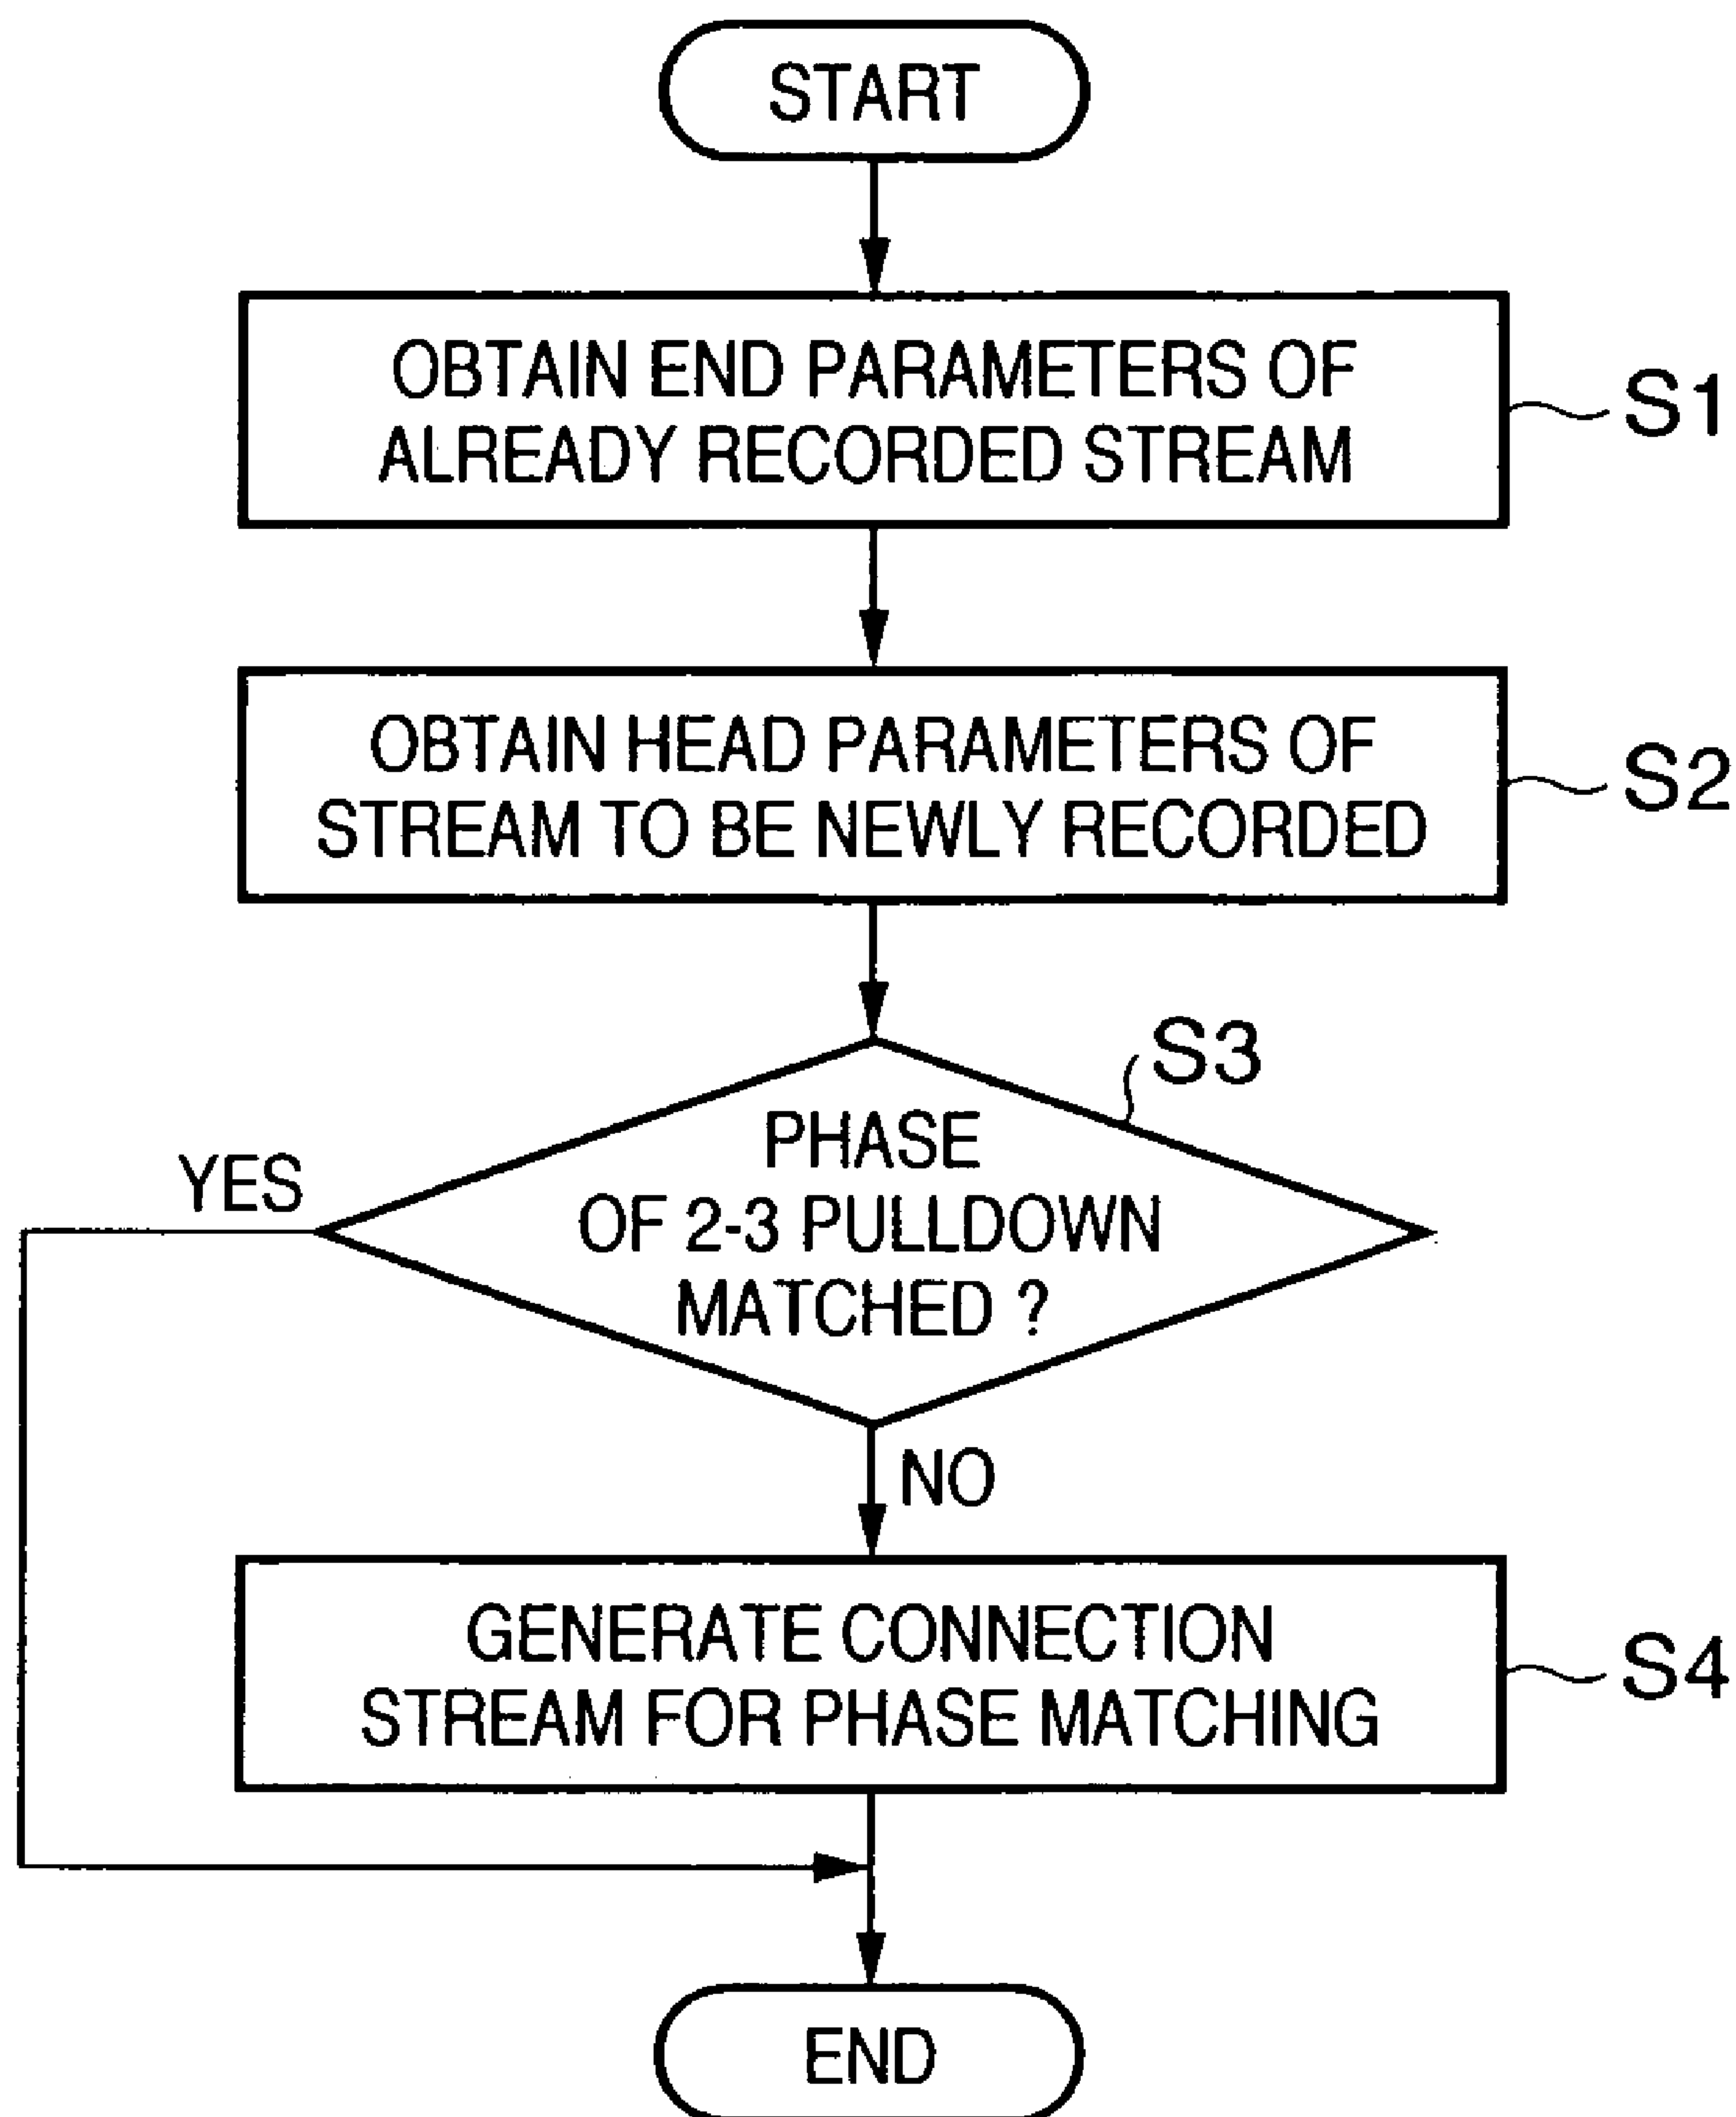 START
OBTAIN END PARAMETERS OF
ALREADY RECORDED STREAM
S1
OBTAIN HEAD PARAMETERS OF
STREAM TO BE NEWLY RECORDED
S2
S3
PHASE
OF 2-3 PULLDOWN
MATCHED ?
YES
NO
GENERATE CONNECTION
STREAM FOR PHASE MATCHING
S4
END